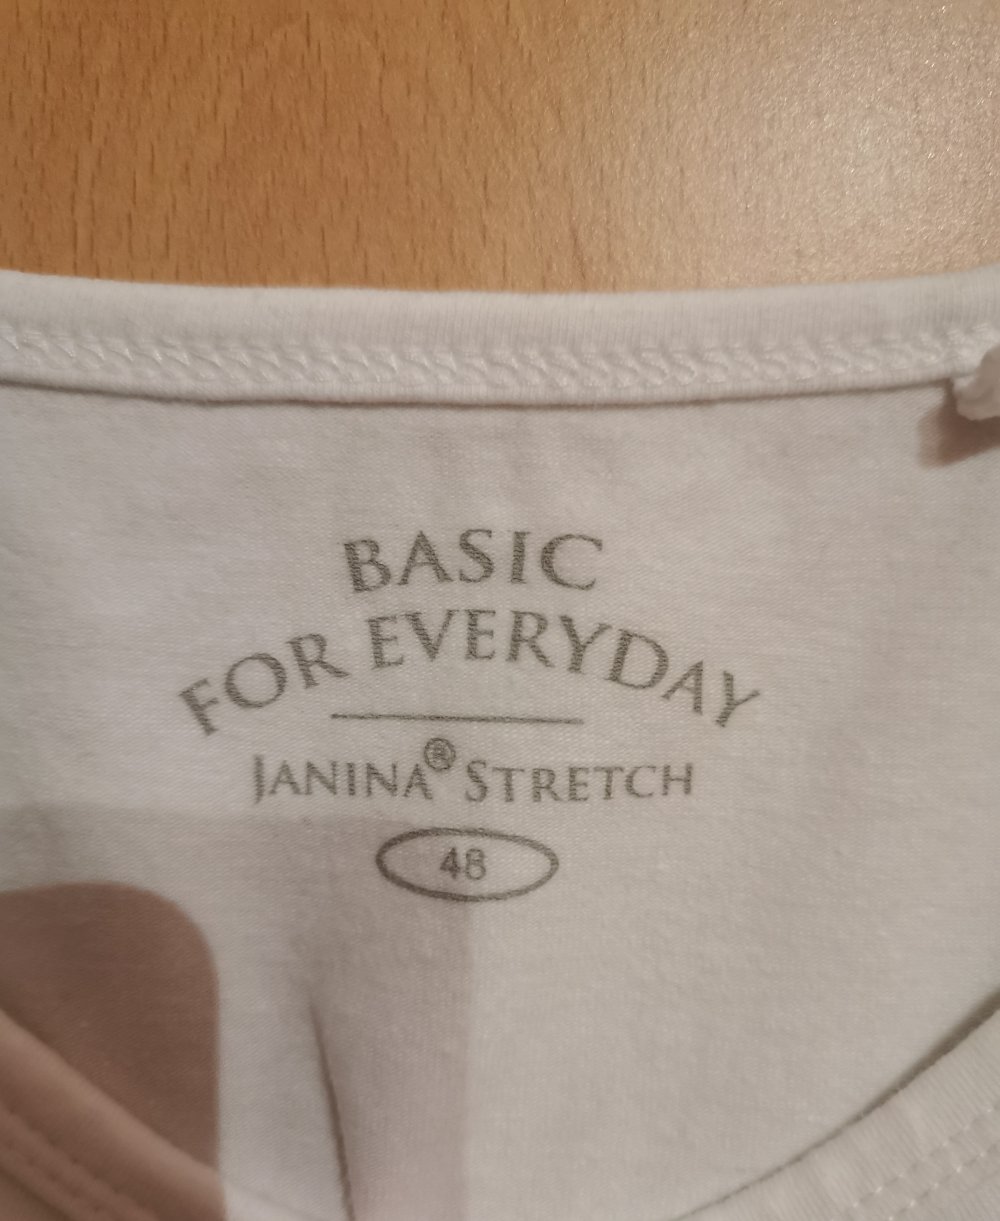 BASIC
FOR EVERYDAY
JANINA® STRETCH
48